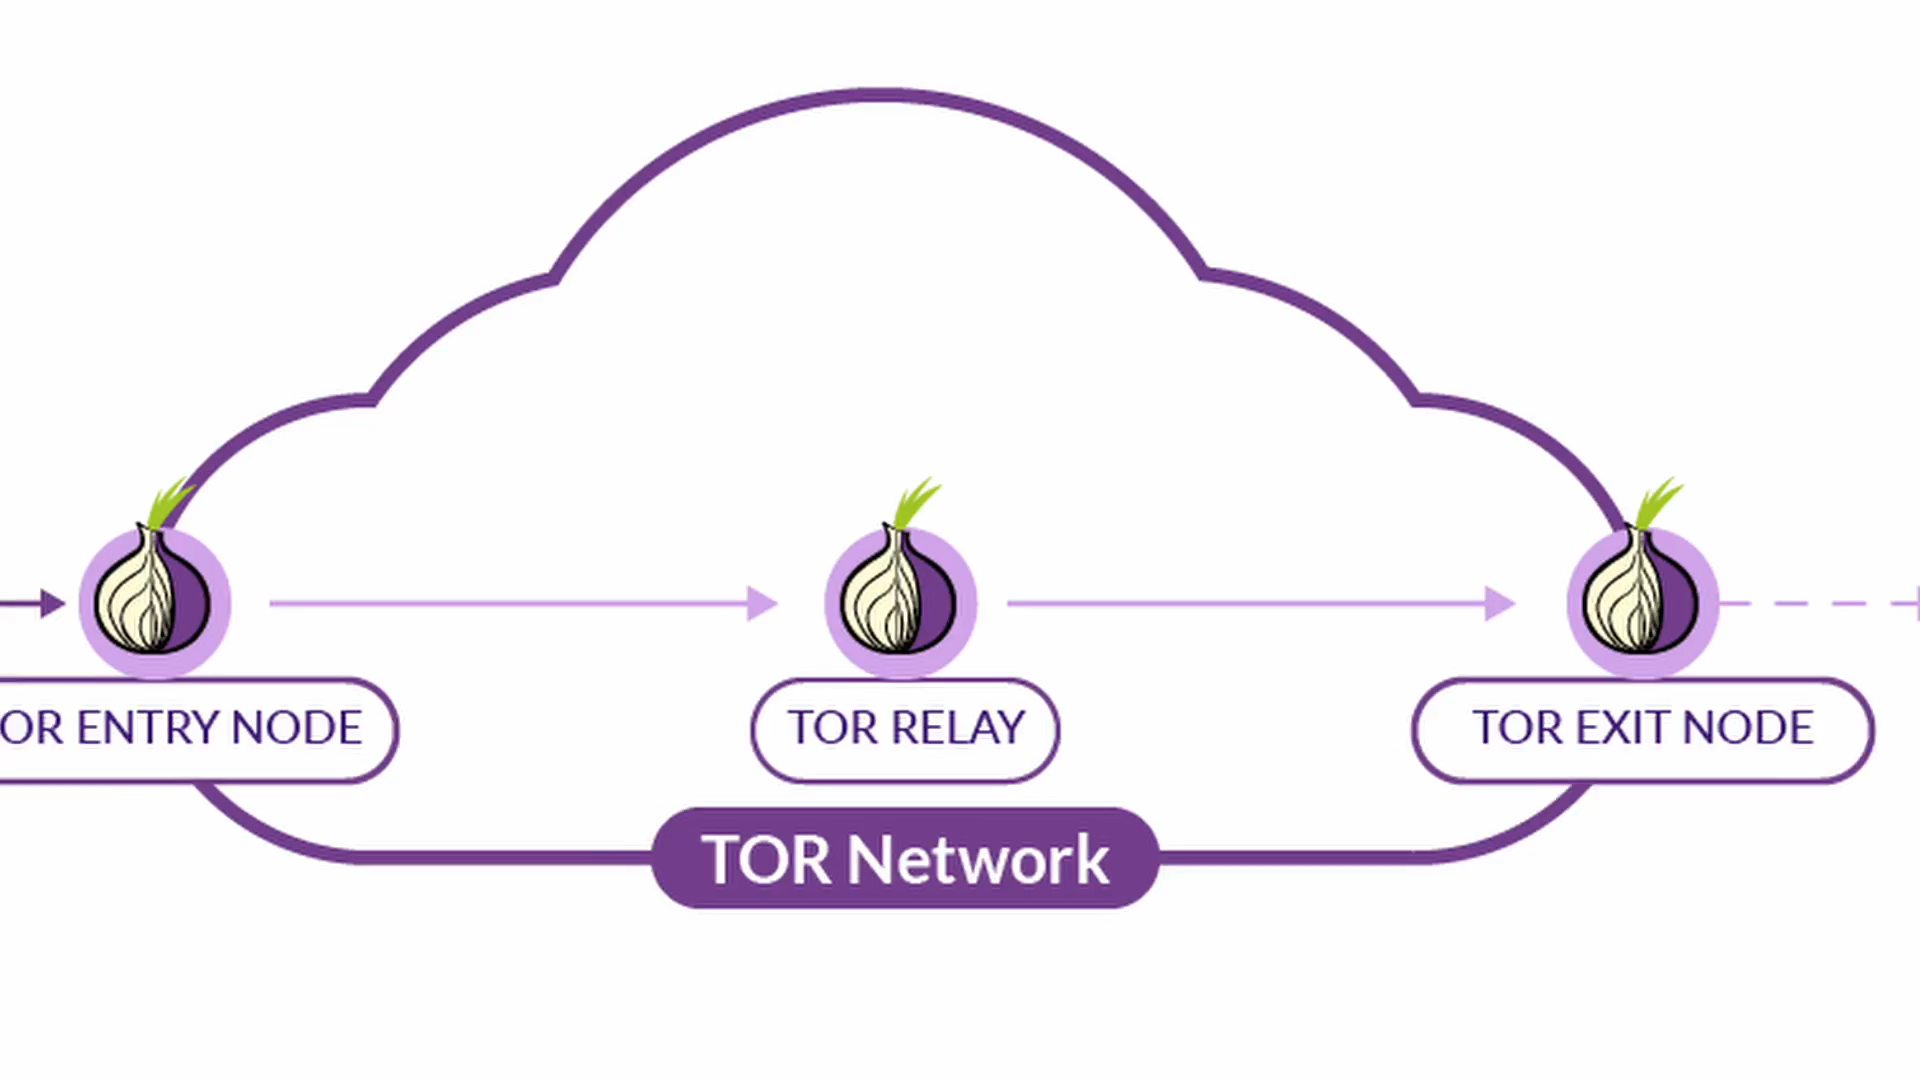 OR ENTRY NODE
TOR RELAY
TOR EXIT NODE
TOR Network